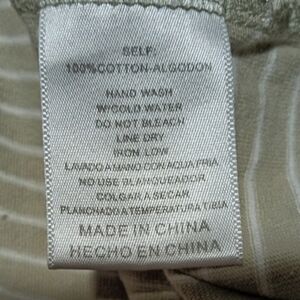 SELF:
100%COTTON-ALGODON
HAND WASH
W/COLD WATER
DO NOT BLEACH
LINE DRY
IRON LOW
LAVADO A MANO CON AQUA FRIA
NO USE BLANQUEADOR
COLGAR A SECAR
PLANCHADO A TEMPERATURA TIBIA
MADE IN CHINA
HECHO EN CHINA